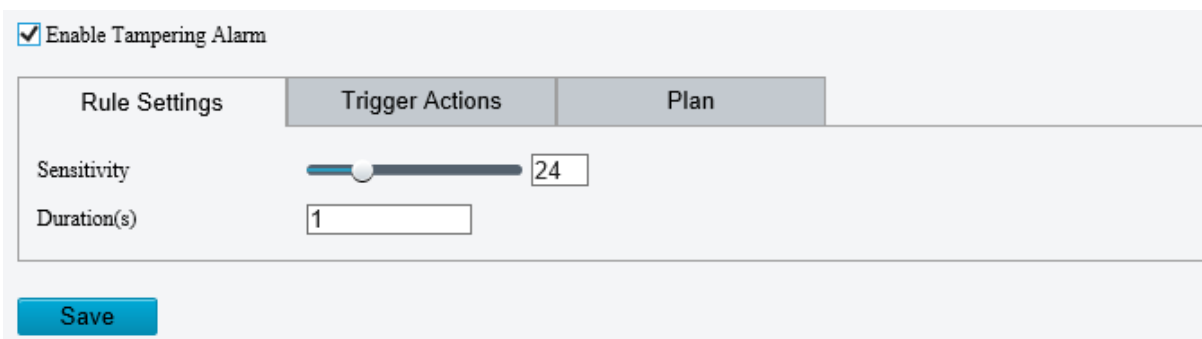 Enable Tampering Alarm
Rule Settings Trigger Actions Plan
Sensitivity 24
Duration(s) 1
Save